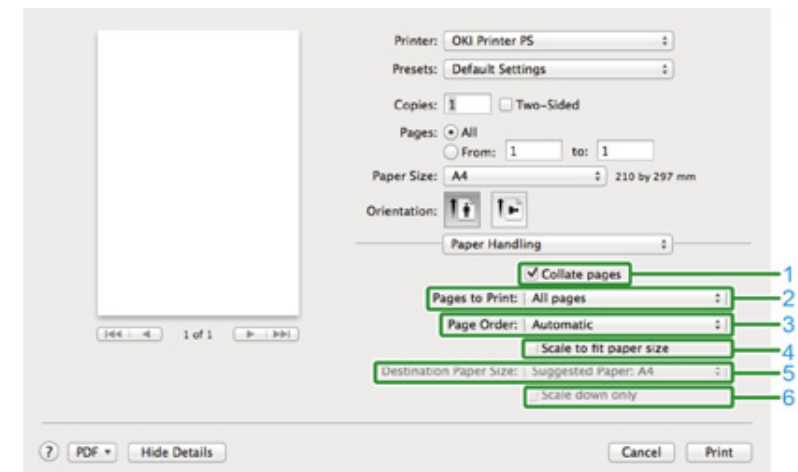 Printer: OKI Printer PS
Presets: Default Settings
Copies: 1 Two-Sided
Pages: All
From: 1 to: 1
Paper Size: A4 210 by 297 mm
Orientation:
Paper Handling
Collate pages 1
Pages to Print: All pages 2
Page Order: Automatic 3
1 of 1
Scale to fit paper size 4
Destination Paper Size: Suggested Paper: A4 5
Scale down only 6
? PDF Hide Details Cancel Print